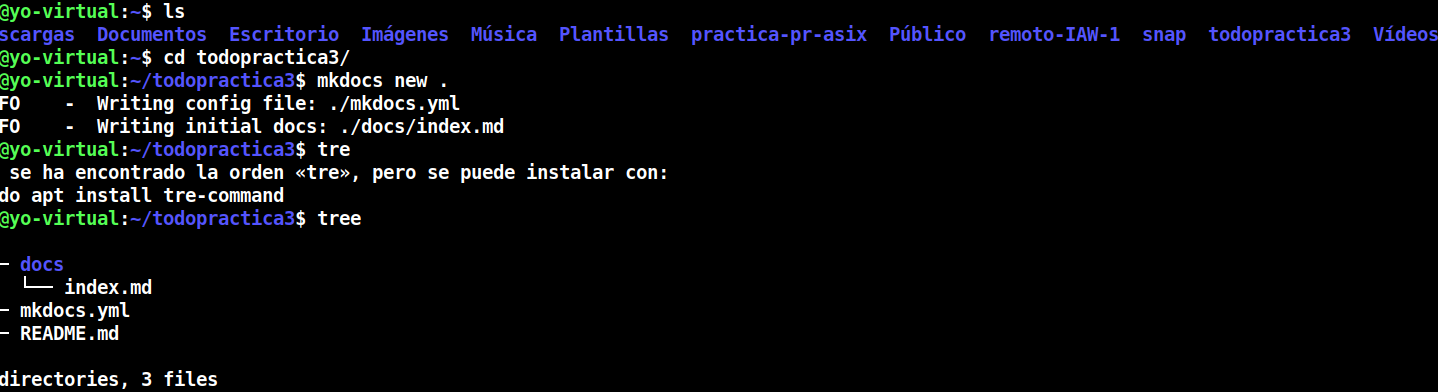 @yo-virtual:~$ ls
scargas  Documentos  Escritorio  Imágenes  Música  Plantillas  practica-pr-asix  Público  remoto-IAW-1  snap  todopractica3  Vídeos
@yo-virtual:~$ cd todopractica3/
@yo-virtual:~/todopractica3$ mkdocs new .
FO    -  Writing config file: ./mkdocs.yml
FO    -  Writing initial docs: ./docs/index.md
@yo-virtual:~/todopractica3$ tre
se ha encontrado la orden «tre», pero se puede instalar con:
do apt install tre-command
@yo-virtual:~/todopractica3$ tree
─ docs
└── index.md
─ mkdocs.yml
─ README.md
directories, 3 files